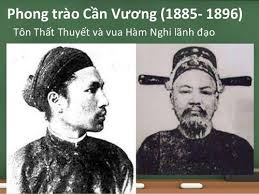 Phong trào Cần Vương (1885- 1896)
Tôn Thất Thuyết và vua Hàm Nghi lãnh đạo